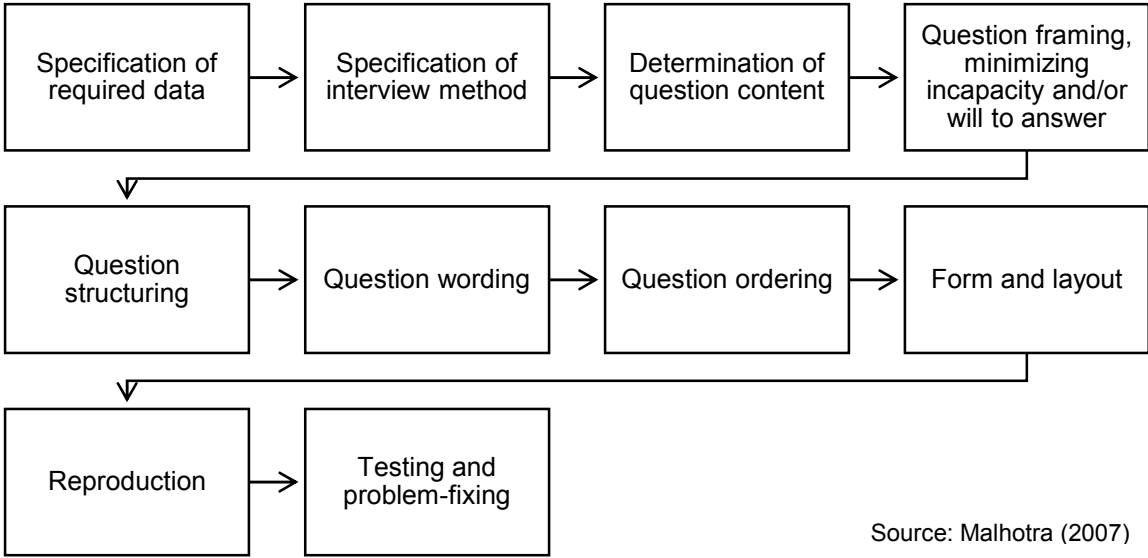 Specification of
required data
Specification of
interview method
Determination of
question content
Question framing,
minimizing
incapacity and/or
will to answer
Question
structuring
Question wording
Question ordering
Form and layout
Reproduction
Testing and
problem-fixing
Source: Malhotra (2007)